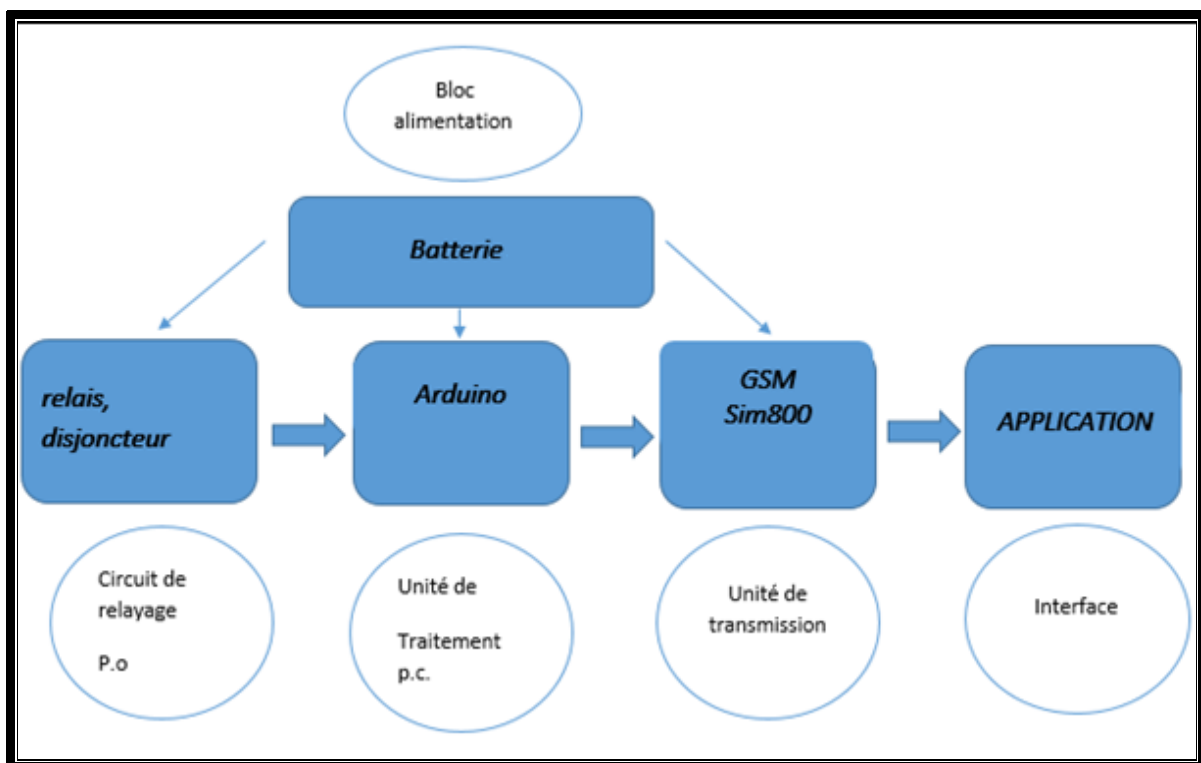 Bloc
alimentation
Batterie
relais,
disjoncteur
Arduino
GSM
Sim800
APPLICATION
Circuit de
relayage
P.o
Unité de
Traitement
p.c.
Unité de
transmission
Interface